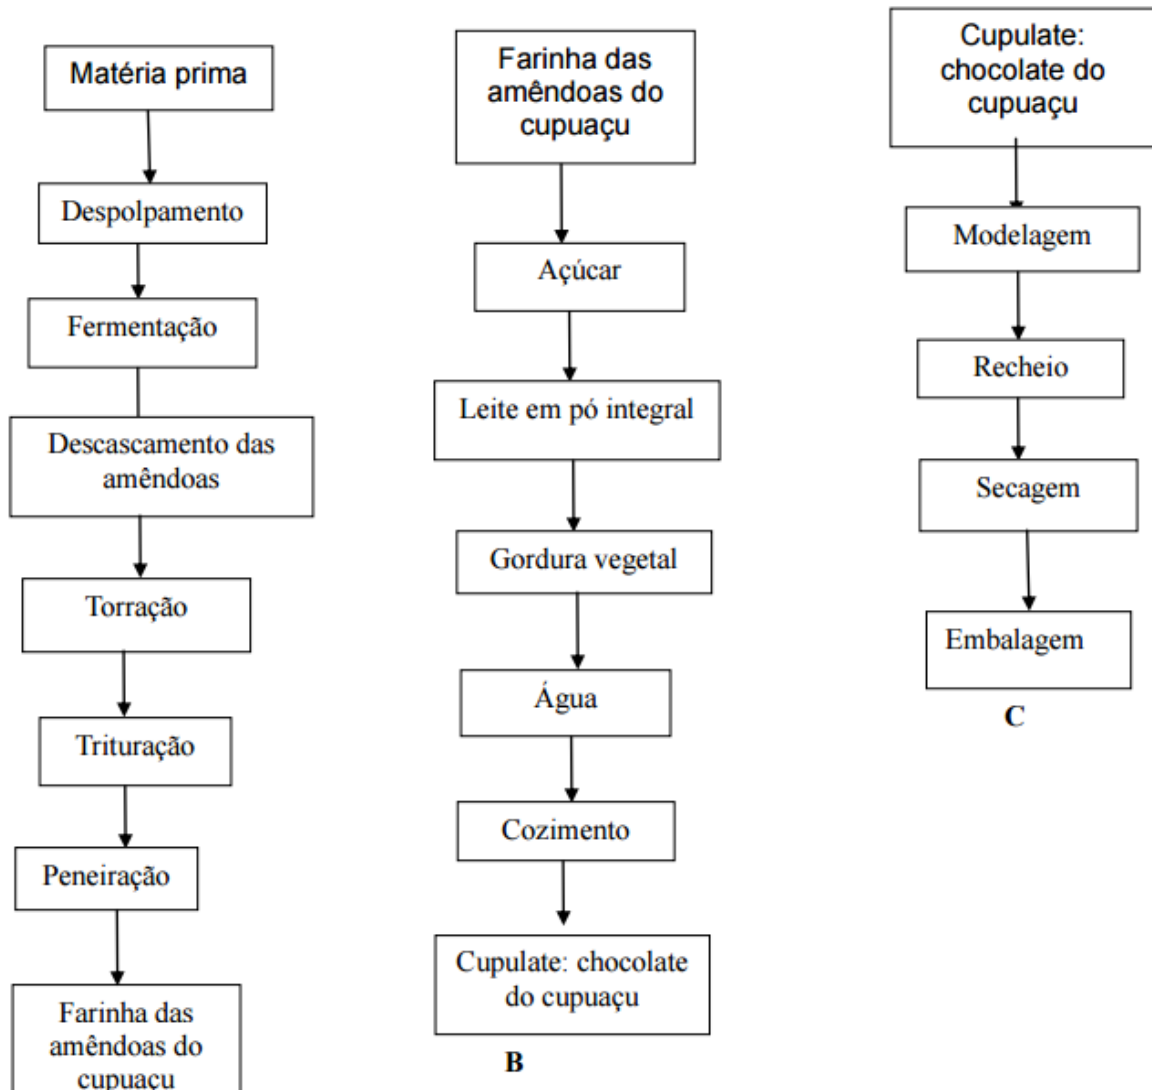 Matéria prima
Despolpamento
Fermentação
Descascamento das
amêndoas
Torração
Trituração
Peneiração
Farinha das
amêndoas do
cupuaçu
Farinha das
amêndoas do
cupuaçu
Açúcar
Leite em pó integral
Gordura vegetal
Água
Cozimento
Cupulate: chocolate
do cupuaçu
B
Cupulate:
chocolate do
cupuaçu
Modelagem
Recheio
Secagem
Embalagem
C